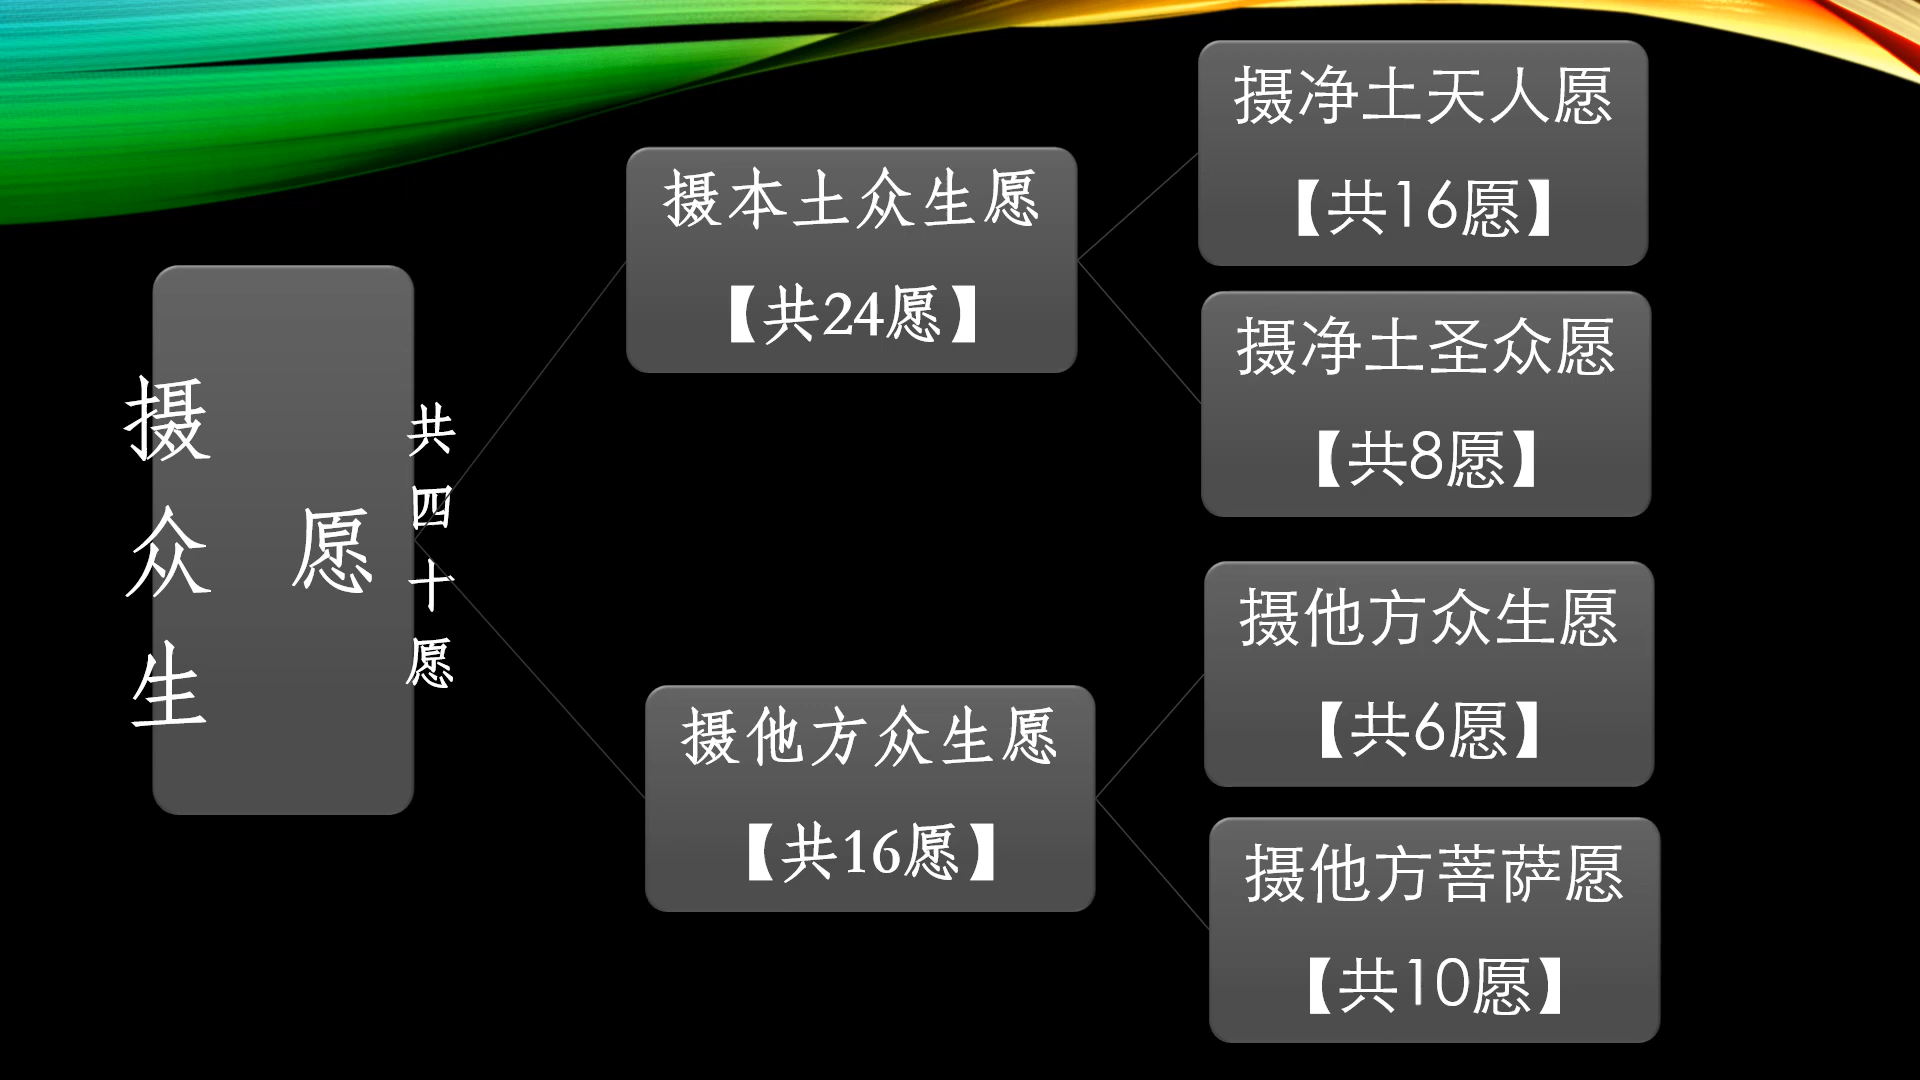 摄众生愿
共四十愿
摄本土众生愿
【共24愿】
摄他方众生愿
【共16愿】
摄净土天人愿
【共16愿】
摄净土圣众愿
【共8愿】
摄他方众生愿
【共6愿】
摄他方菩萨愿
【共10愿】